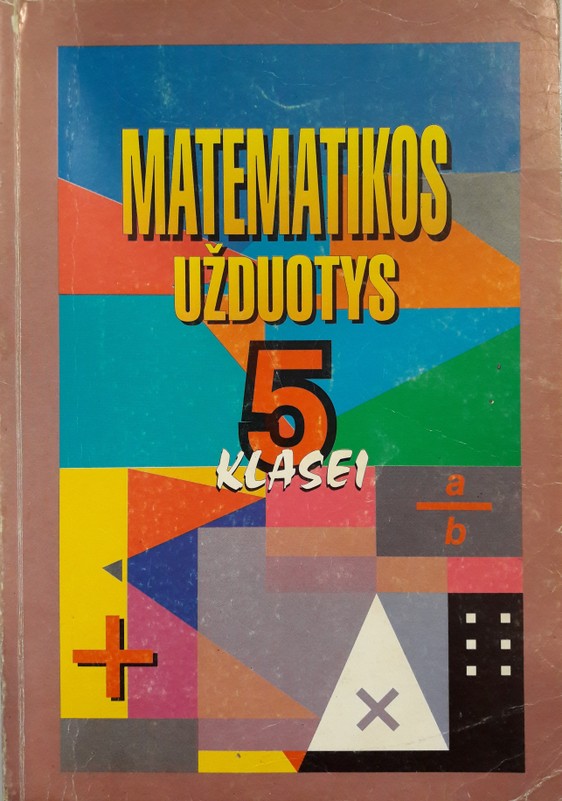 MATEMATIKOS
UŽDUOTYS
5
KLASEI
a
b